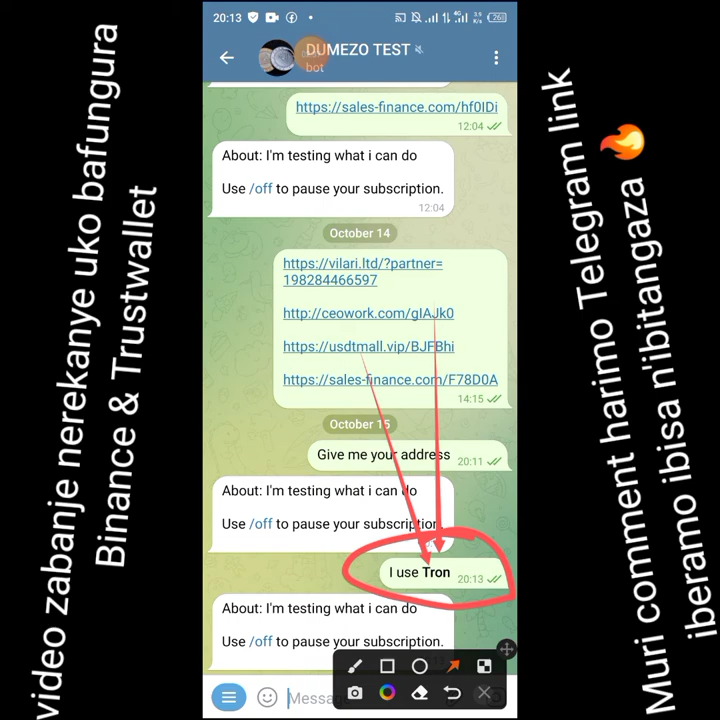 video zabanje nerekanye uko bafungura
Binance & Trustwallet
20:13
DUMEZO TEST
bot
https://sales-finance.com/hf0IDi
12:04
About: I'm testing what i can do
Use /off to pause your subscription.
12:04
October 14
https://vilari.ltd/?partner=
198284466597
http://ceowork.com/gIAJk0
https://usdtmall.vip/BJFBhi
https://sales-finance.com/F78D0A
14:15
October 15
Give me your address
20:11
About: I'm testing what i can do
Use /off to pause your subscription.
I use Tron
20:13
About: I'm testing what i can do
Use /off to pause your subscription.
Message
Muri comment harimo Telegram link 🔥
iberamo ibisa n'ibitangaza